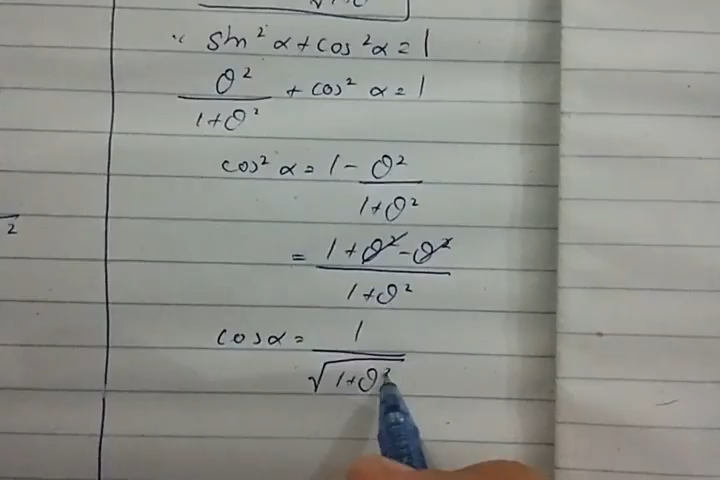 ∵ sin²α + cos²α = 1
θ² / 1+θ² + cos²α = 1
cos²α = 1 - θ² / 1+θ²
= 1+θ²-θ² / 1+θ²
2
cosα = 1 / √1+θ²